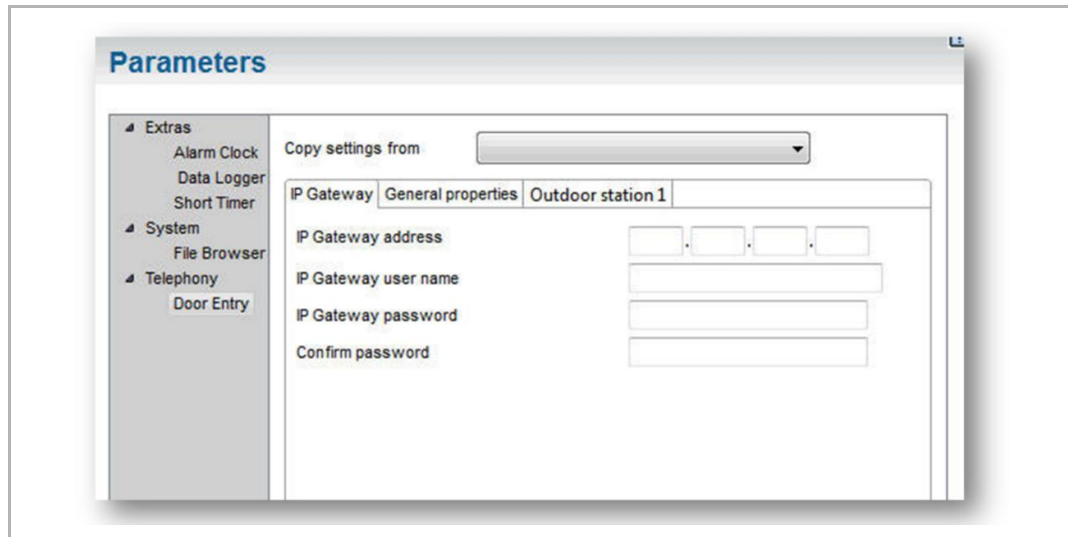 Parameters
Extras
Alarm Clock
Data Logger
Short Timer
System
File Browser
Telephony
Door Entry
Copy settings from
IP Gateway General properties Outdoor station 1
IP Gateway address . . .
IP Gateway user name
IP Gateway password
Confirm password